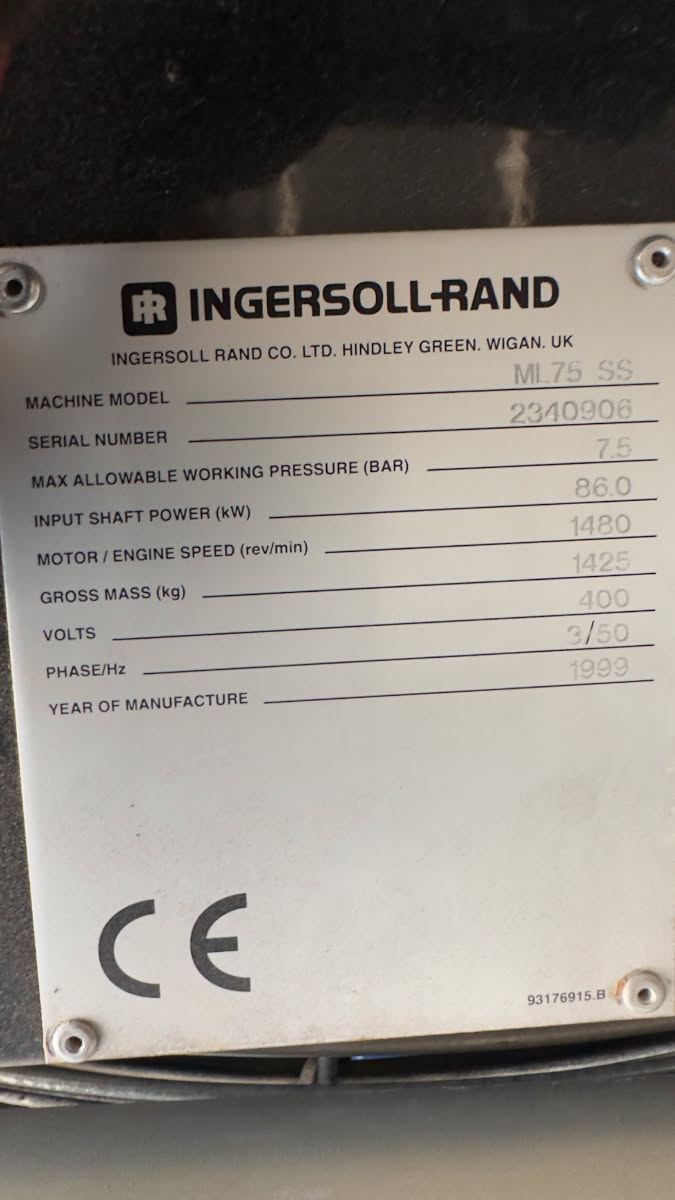 IR INGERSOLL-RAND
INGERSOLL RAND CO. LTD. HINDLEY GREEN. WIGAN. UK
MACHINE MODEL ML75 SS
SERIAL NUMBER 2340906
MAX ALLOWABLE WORKING PRESSURE (BAR) 7.5
INPUT SHAFT POWER (kW) 86.0
MOTOR / ENGINE SPEED (rev/min) 1480
GROSS MASS (kg) 1425
VOLTS 400
PHASE/Hz 3/50
YEAR OF MANUFACTURE 1999
CE
93176915.B